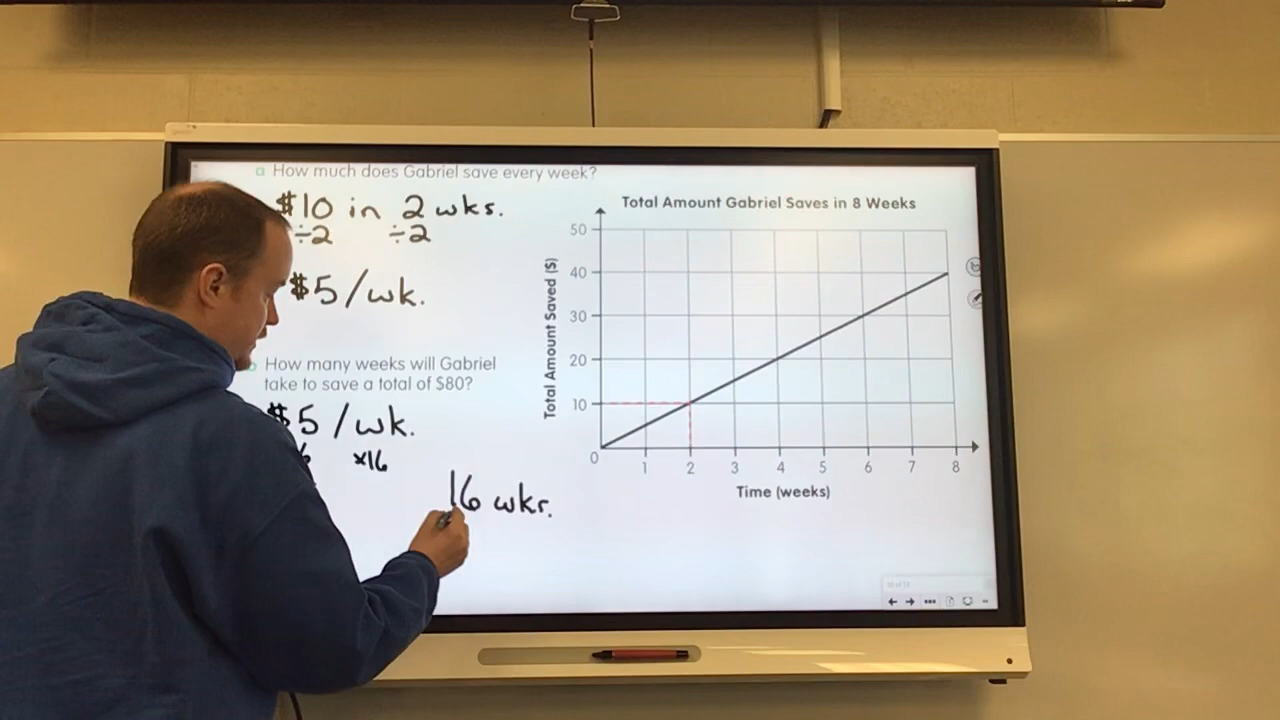 How much does Gabriel save every week?
$10 in 2 wks.
÷2 ÷2
$5/wk.
How many weeks will Gabriel
take to save a total of $80?
$5/wk.
6 x16
16 wks.
Total Amount Gabriel Saves in 8 Weeks
Total Amount Saved ($)
50
40
30
20
10
0
1 2 3 4 5 6 7 8
Time (weeks)